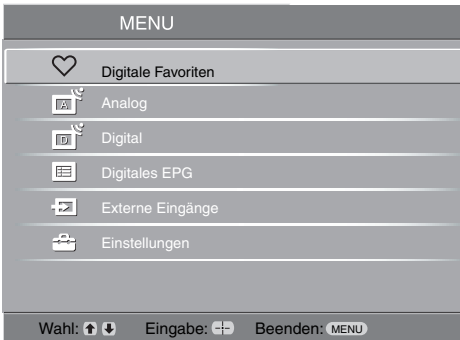 MENU
Digitale Favoriten
A Analog
D Digital
Digitales EPG
Externe Eingänge
Einstellungen
Wahl: Eingabe: Beenden: MENU